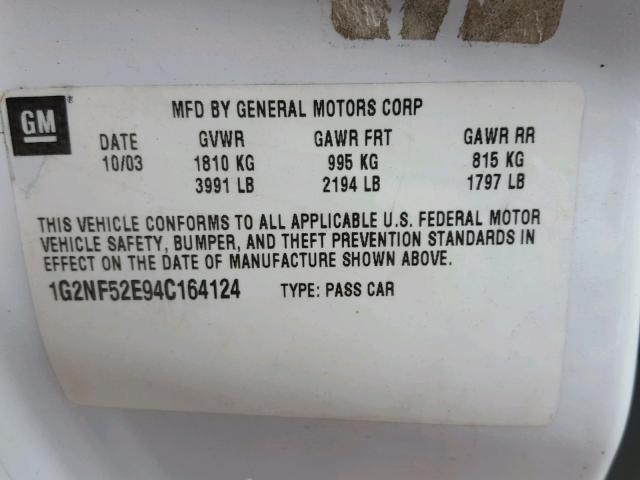 GM®
MFD BY GENERAL MOTORS CORP
DATE GVWR GAWR FRT GAWR RR
10/03 1810 KG 995 KG 815 KG
3991 LB 2194 LB 1797 LB
THIS VEHICLE CONFORMS TO ALL APPLICABLE U.S. FEDERAL MOTOR
VEHICLE SAFETY, BUMPER, AND THEFT PREVENTION STANDARDS IN
EFFECT ON THE DATE OF MANUFACTURE SHOWN ABOVE.
1G2NF52E94C164124 TYPE: PASS CAR